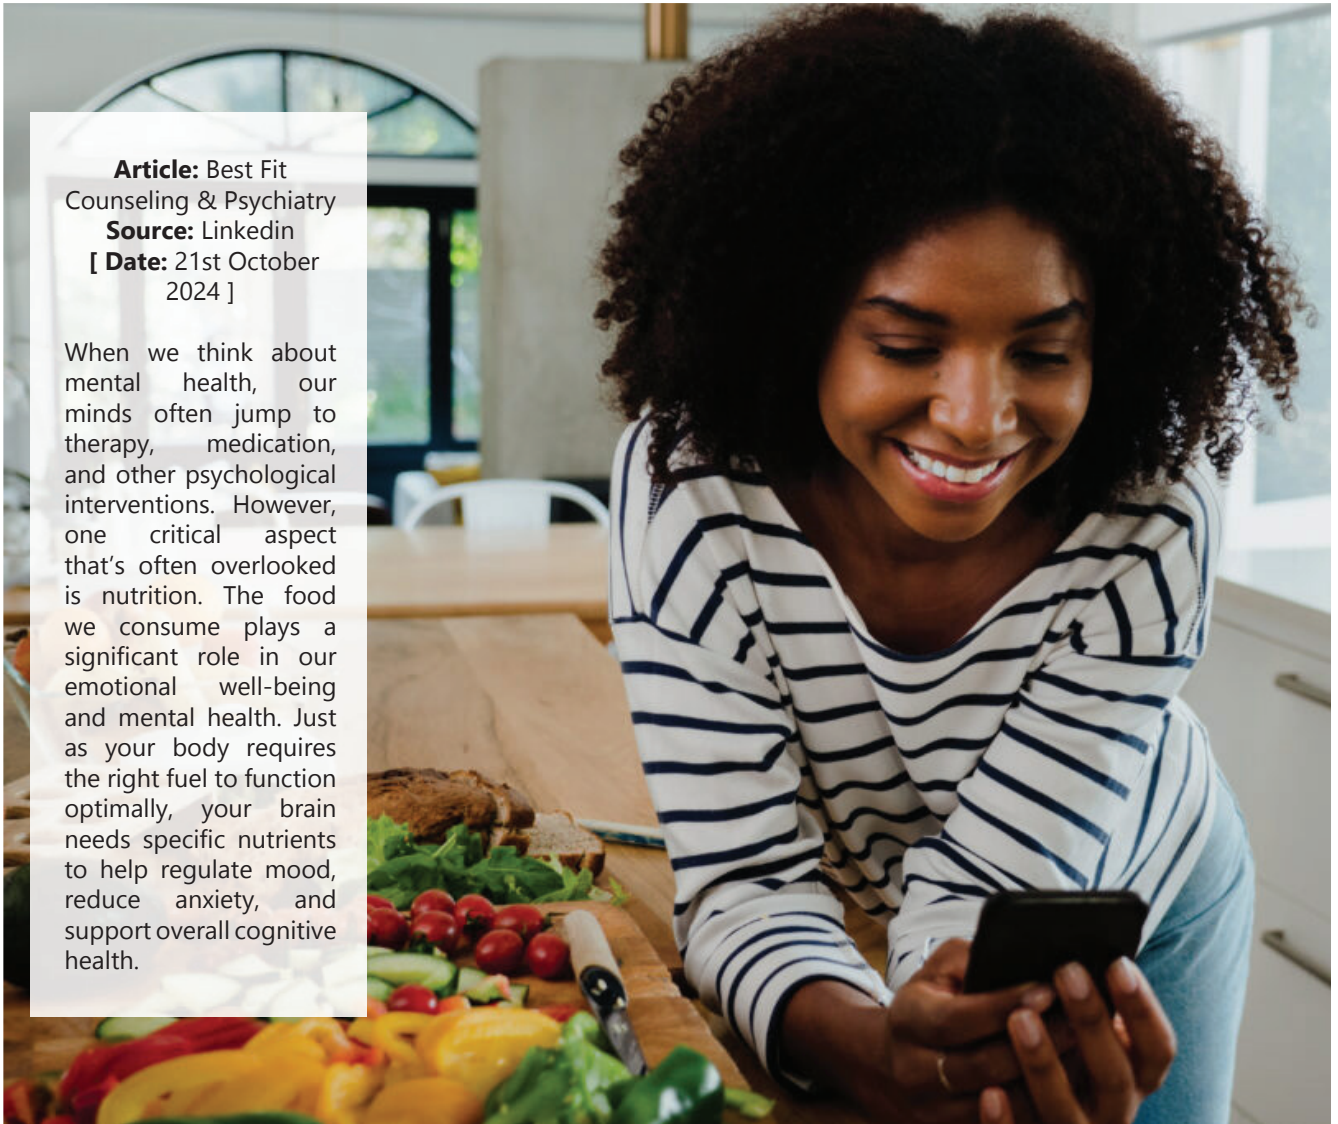 Article: Best Fit
Counseling & Psychiatry
Source: Linkedin
[ Date: 21st October
2024 ]
When we think about
mental health, our
minds often jump to
therapy, medication,
and other psychological
interventions. However,
one critical aspect
that’s often overlooked
is nutrition. The food
we consume plays a
significant role in our
emotional well-being
and mental health. Just
as your body requires
the right fuel to function
optimally, your brain
needs specific nutrients
to help regulate mood,
reduce anxiety, and
support overall cognitive
health.